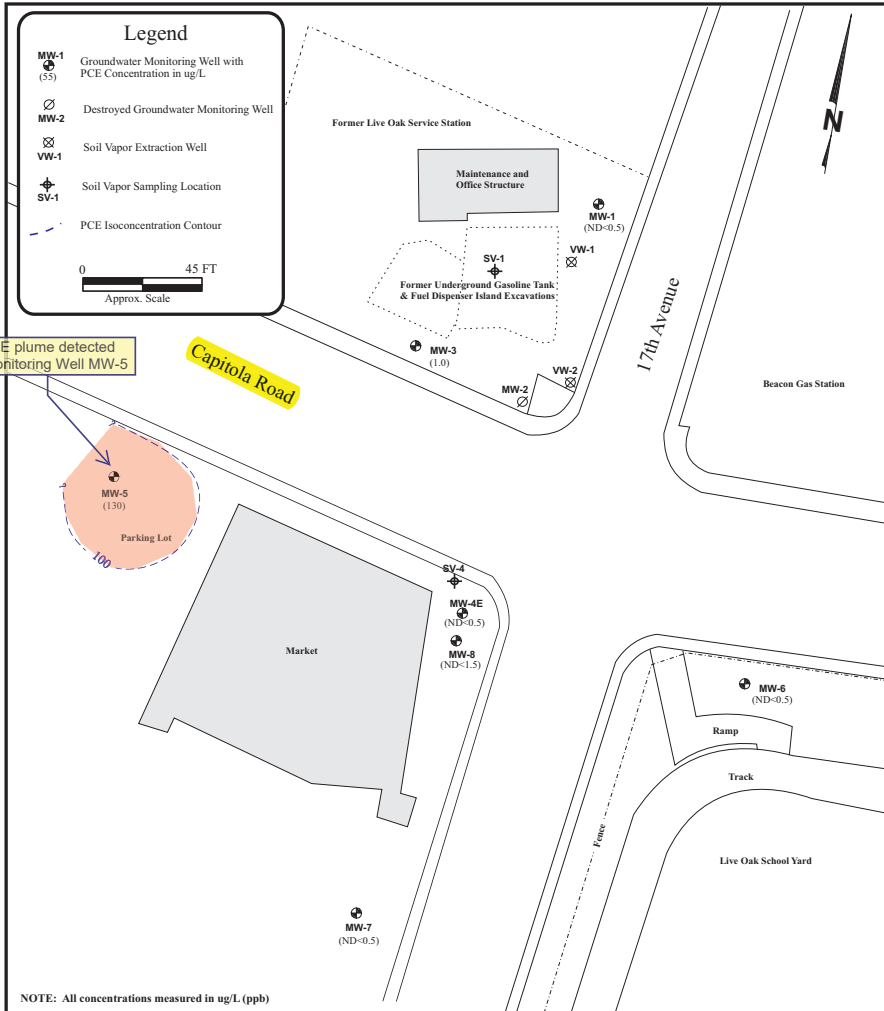 Legend
MW-1
(55)
Groundwater Monitoring Well with
PCE Concentration in ug/L
MW-2
Destroyed Groundwater Monitoring Well
VW-1
Soil Vapor Extraction Well
SV-1
Soil Vapor Sampling Location
PCE Isoconcentration Contour
0 45 FT
Approx. Scale
N
Former Live Oak Service Station
Maintenance and
Office Structure
MW-1
(ND<0.5)
VW-1
SV-1
Former Underground Gasoline Tank
& Fuel Dispenser Island Excavations
17th Avenue
MW-3
(1.0)
E plume detected
nitoring Well MW-5
Capitola Road
VW-2
MW-2
Beacon Gas Station
?
?
MW-5
(130)
Parking Lot
100
SV-4
MW-4E
(ND<0.5)
MW-8
(ND<1.5)
Market
MW-6
(ND<0.5)
Ramp
Track
Fence
Live Oak School Yard
MW-7
(ND<0.5)
NOTE: All concentrations measured in ug/L (ppb)